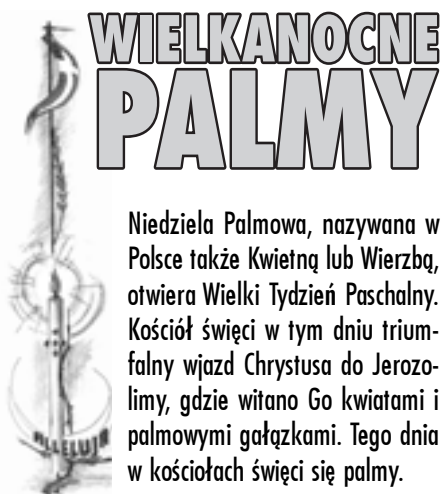 WIELKANOCNE
PALMY
Niedziela Palmowa, nazywana w
Polsce także Kwietną lub Wierzbą,
otwiera Wielki Tydzień Paschalny.
Kościół święci w tym dniu trium-
falny wjazd Chrystusa do Jerozo-
limy, gdzie witano Go kwiatami i
palmowymi gałązkami. Tego dnia
w kościołach święci się palmy.
ALLELUJA